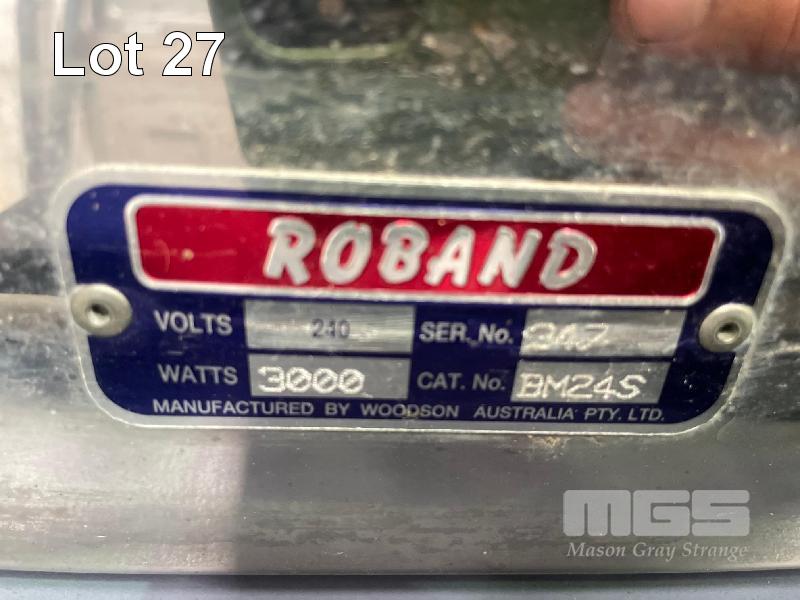 Lot 27
ROBAND
VOLTS 240 SER. No. 347
WATTS 3000 CAT. No. BM24S
MANUFACTURED BY WOODSON AUSTRALIA PTY. LTD.
MGS
Mason Gray Strange